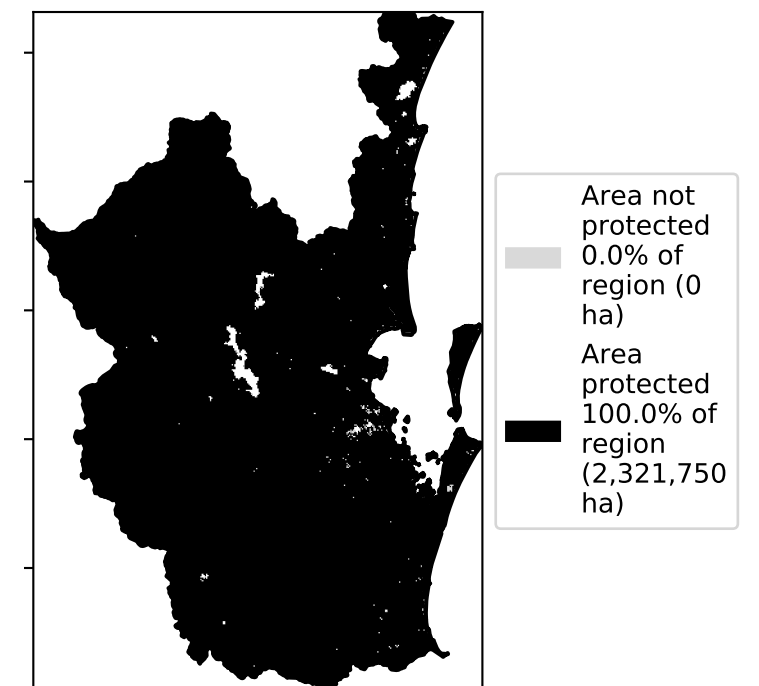 Area not
protected
0.0% of
region (0
ha)
Area
protected
100.0% of
region
(2,321,750
ha)